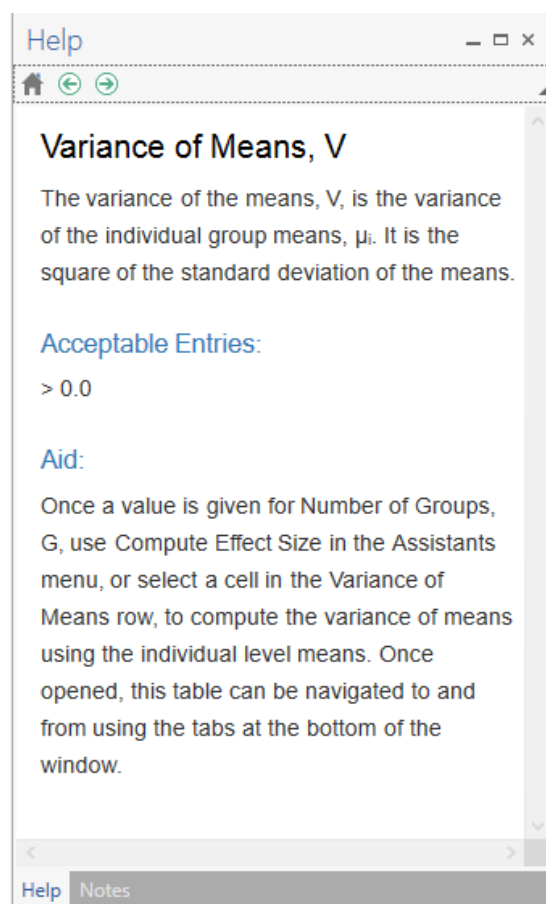 Help
Variance of Means, V
The variance of the means, V, is the variance
of the individual group means, μᵢ. It is the
square of the standard deviation of the means.
Acceptable Entries:
> 0.0
Aid:
Once a value is given for Number of Groups,
G, use Compute Effect Size in the Assistants
menu, or select a cell in the Variance of
Means row, to compute the variance of means
using the individual level means. Once
opened, this table can be navigated to and
from using the tabs at the bottom of the
window.
Help Notes